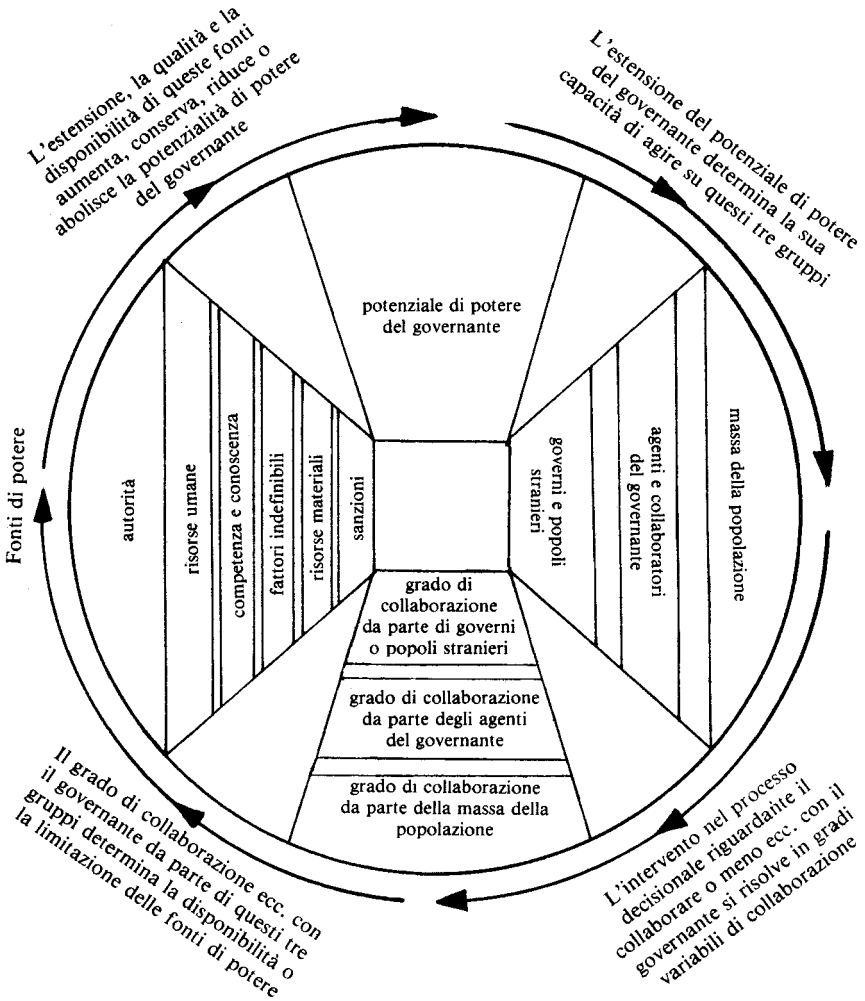 L'estensione, la qualità e la
disponibilità di queste fonti
aumenta, conserva, riduce o
abolisce la potenzialità di potere
del governante
L'estensione del potenziale di potere
del governante determina la sua
capacità di agire su questi tre gruppi
potenziale di potere
del governante
Fonti di potere
autorità
risorse umane
competenza e conoscenza
fattori indefinibili
risorse materiali
sanzioni
governi e popoli
stranieri
agenti e collaboratori
del governante
massa della popolazione
grado di
collaborazione
da parte di governi
o popoli stranieri
grado di collaborazione
da parte degli agenti
del governante
grado di collaborazione
da parte della massa della
popolazione
Il grado di collaborazione ecc. con
il governante da parte di questi tre
gruppi determina la disponibilità o
la limitazione delle fonti di potere
L'intervento nel processo
decisionale riguardante il
collaborare o meno ecc. con il
governante si risolve in gradi
variabili di collaborazione